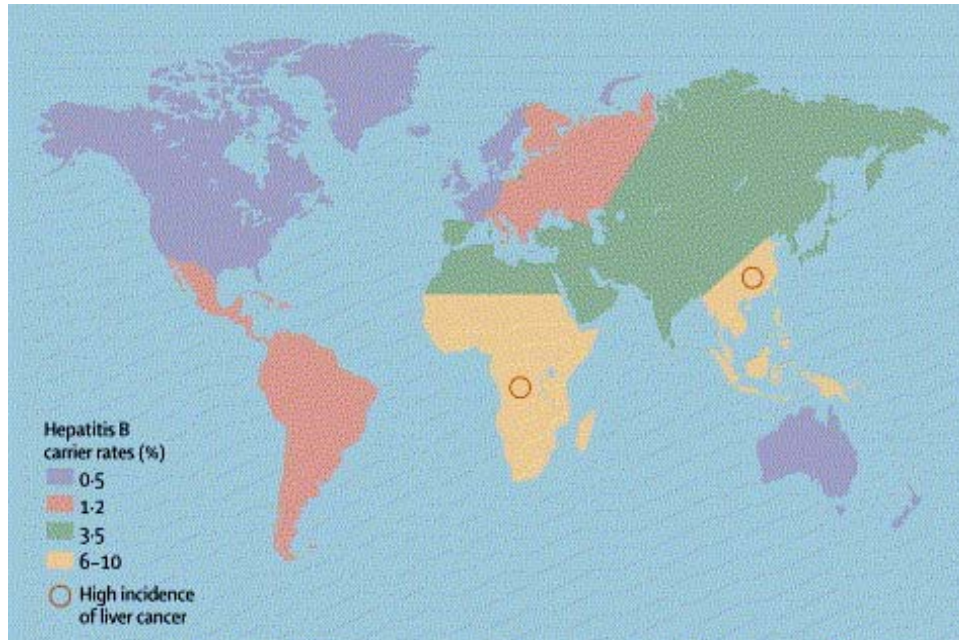 Hepatitis B
carrier rates (%)
0·5
1·2
3·5
6–10
High incidence
of liver cancer